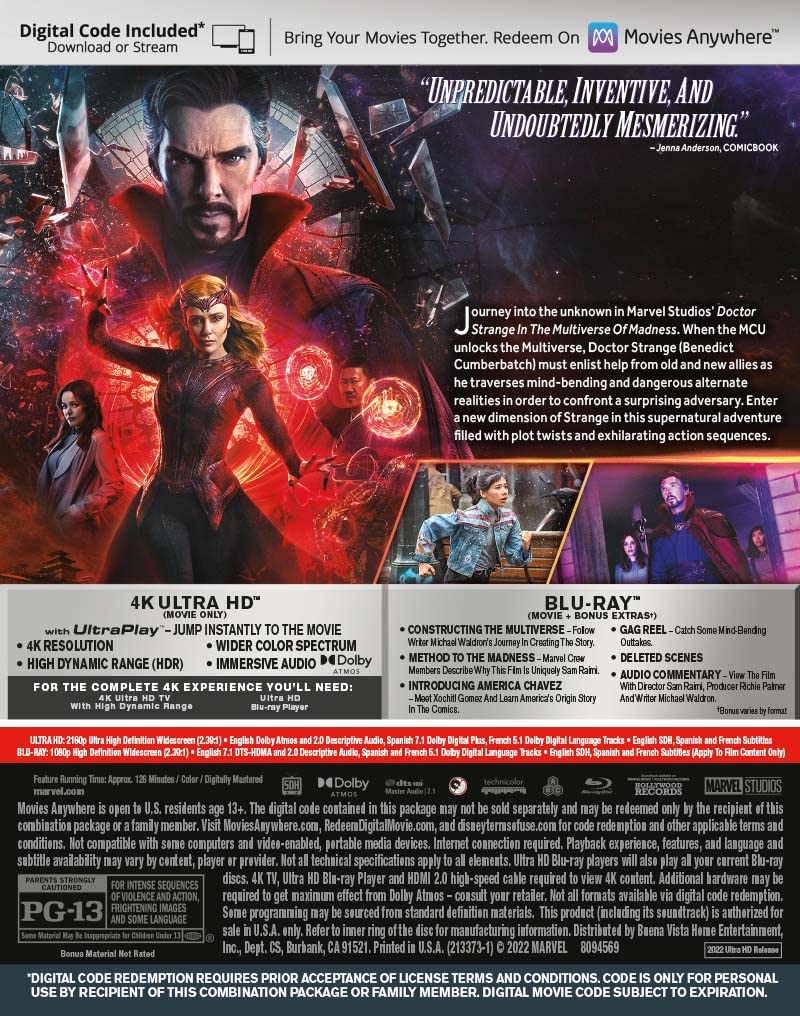 Digital Code Included*
Download or Stream
Bring Your Movies Together. Redeem On Movies Anywhere™
“UNPREDICTABLE, INVENTIVE, AND
UNDOUBTEDLY MESMERIZING.”
– Jenna Anderson, COMICBOOK
Journey into the unknown in Marvel Studios' Doctor
Strange In The Multiverse Of Madness. When the MCU
unlocks the Multiverse, Doctor Strange (Benedict
Cumberbatch) must enlist help from old and new allies as
he traverses mind-bending and dangerous alternate
realities in order to confront a surprising adversary. Enter
a new dimension of Strange in this supernatural adventure
filled with plot twists and exhilarating action sequences.
4K ULTRA HD™
(MOVIE ONLY)
with UltraPlay™ – JUMP INSTANTLY TO THE MOVIE
• 4K RESOLUTION
• WIDER COLOR SPECTRUM
• HIGH DYNAMIC RANGE (HDR)
• IMMERSIVE AUDIO Dolby
ATMOS
FOR THE COMPLETE 4K EXPERIENCE YOU'LL NEED:
4K Ultra HD TV
With High Dynamic Range
Ultra HD
Blu-ray Player
BLU-RAY™
(MOVIE + BONUS EXTRAS†)
• CONSTRUCTING THE MULTIVERSE – Follow
Writer Michael Waldron's Journey In Creating The Story.
• METHOD TO THE MADNESS – Marvel Crew
Members Describe Why This Film Is Uniquely Sam Raimi.
• INTRODUCING AMERICA CHAVEZ
– Meet Xochitl Gomez And Learn America's Origin Story
In The Comics.
• GAG REEL – Catch Some Mind-Bending
Outtakes.
• DELETED SCENES
• AUDIO COMMENTARY – View The Film
With Director Sam Raimi, Producer Richie Palmer
And Writer Michael Waldron.
†Bonus varies by format
ULTRA HD: 2160p Ultra High Definition Widescreen (2.39:1) • English Dolby Atmos and 2.0 Descriptive Audio, Spanish 7.1 Dolby Digital Plus, French 5.1 Dolby Digital Language Tracks • English SDH, Spanish and French Subtitles
BLU-RAY: 1080p High Definition Widescreen (2.39:1) • English 7.1 DTS-HDMA and 2.0 Descriptive Audio, Spanish and French 5.1 Dolby Digital Language Tracks • English SDH, Spanish and French Subtitles (Apply To Film Content Only)
Feature Running Time: Approx. 126 Minutes / Color / Digitally Mastered
marvel.com
SDH
Dolby
ATMOS
dts-HD
Master Audio | 7.1
technicolor
Blu-ray Disc
HOLLYWOOD
RECORDS
MARVEL STUDIOS
Movies Anywhere is open to U.S. residents age 13+. The digital code contained in this package may not be sold separately and may be redeemed only by the recipient of this
combination package or a family member. Visit MoviesAnywhere.com, RedeemDigitalMovie.com, and disneytermsofuse.com for code redemption and other applicable terms and
conditions. Not compatible with some computers and video-enabled, portable media devices. Internet connection required. Playback experience, features, and language and
subtitle availability may vary by content, player or provider. Not all technical specifications apply to all elements. Ultra HD Blu-ray players will also play all your current Blu-ray
discs. 4K TV, Ultra HD Blu-ray Player and HDMI 2.0 high-speed cable required to view 4K content. Additional hardware may be
required to get maximum effect from Dolby Atmos – consult your retailer. Not all formats available via digital code redemption.
Some programming may be sourced from standard definition materials. This product (including its soundtrack) is authorized for
sale in U.S.A. only. Refer to inner ring of the disc for manufacturing information. Distributed by Buena Vista Home Entertainment,
Inc., Dept. CS, Burbank, CA 91521. Printed in U.S.A. (213373-1) © 2022 MARVEL 8094569
2022 Ultra HD Release
PARENTS STRONGLY
CAUTIONED
PG-13
FOR INTENSE SEQUENCES
OF VIOLENCE AND ACTION,
FRIGHTENING IMAGES
AND SOME LANGUAGE
Some Material May Be Inappropriate for Children Under 13
®
Bonus Material Not Rated
*DIGITAL CODE REDEMPTION REQUIRES PRIOR ACCEPTANCE OF LICENSE TERMS AND CONDITIONS. CODE IS ONLY FOR PERSONAL
USE BY RECIPIENT OF THIS COMBINATION PACKAGE OR FAMILY MEMBER. DIGITAL MOVIE CODE SUBJECT TO EXPIRATION.